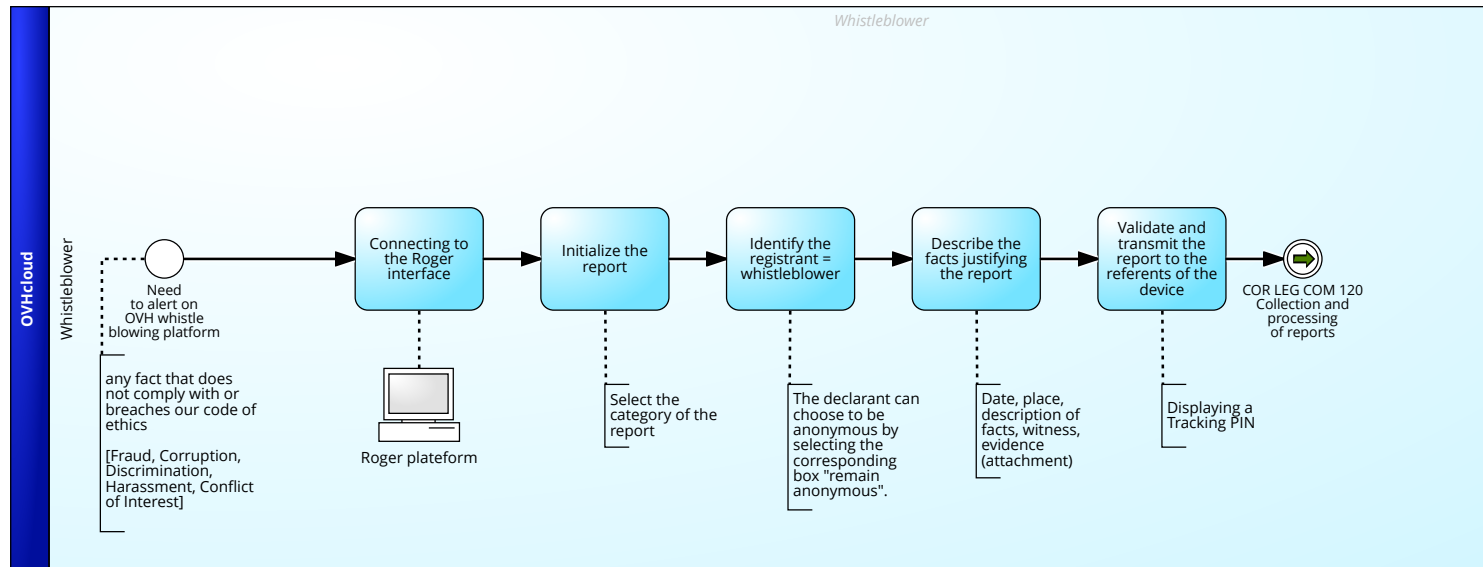 Whistleblower
OVHcloud
Whistleblower
Need
to alert on
OVH whistle
blowing platform
any fact that does
not comply with or
breaches our code of
ethics
[Fraud, Corruption,
Discrimination,
Harassment, Conflict
of Interest]
Connecting to
the Roger
interface
Roger plateform
Initialize the
report
Select the
category of the
report
Identify the
registrant =
whistleblower
The declarant can
choose to be
anonymous by
selecting the
corresponding
box "remain
anonymous".
Describe the
facts justifying
the report
Date, place,
description of
facts, witness,
evidence
(attachment)
Validate and
transmit the
report to the
referents of the
device
Displaying a
Tracking PIN
COR LEG COM 120
Collection and
processing
of reports